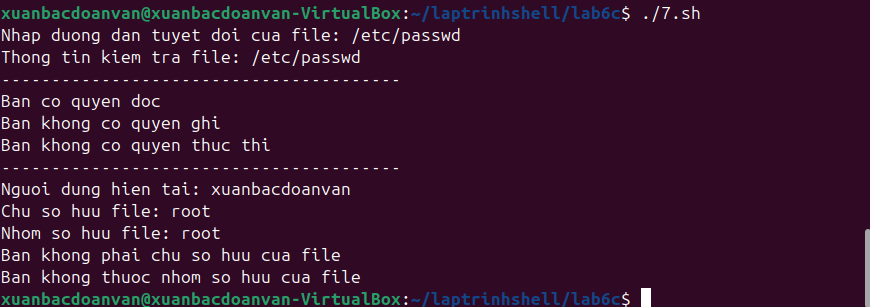 xuanbacdoanvan@xuanbacdoanvan-VirtualBox:~/laptrinhshell/lab6c$ ./7.sh
Nhap duong dan tuyet doi cua file: /etc/passwd
Thong tin kiem tra file: /etc/passwd
----------------------------------------
Ban co quyen doc
Ban khong co quyen ghi
Ban khong co quyen thuc thi
----------------------------------------
Nguoi dung hien tai: xuanbacdoanvan
Chu so huu file: root
Nhom so huu file: root
Ban khong phai chu so huu cua file
Ban khong thuoc nhom so huu cua file
xuanbacdoanvan@xuanbacdoanvan-VirtualBox:~/laptrinhshell/lab6c$